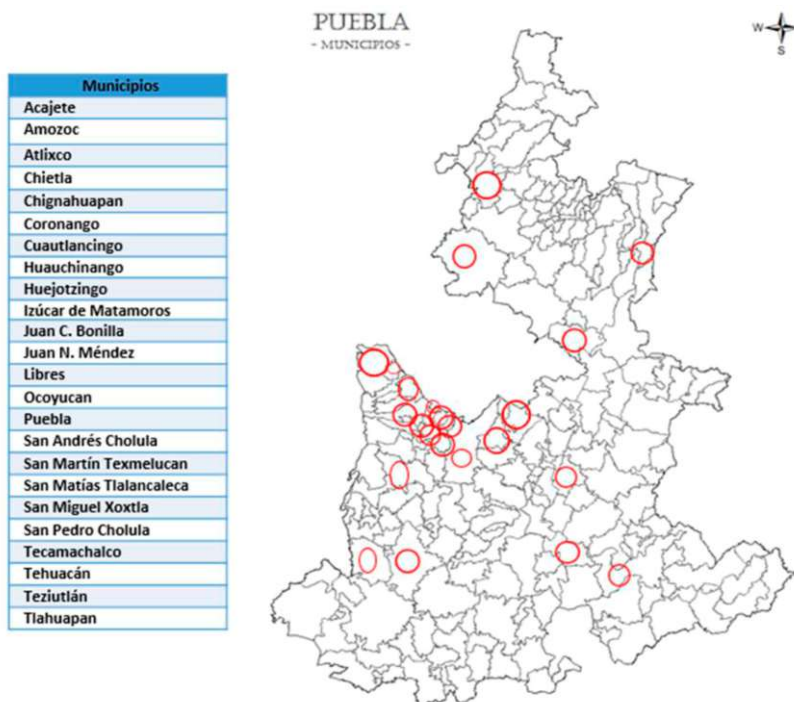 PUEBLA
- MUNICIPIOS -
W
S
Municipios
Acajete
Amozoc
Atlixco
Chietla
Chignahuapan
Coronango
Cuautlancingo
Huauchinango
Huejotzingo
Izúcar de Matamoros
Juan C. Bonilla
Juan N. Méndez
Libres
Ocoyucan
Puebla
San Andrés Cholula
San Martín Texmelucan
San Matías Tlalancaleca
San Miguel Xoxtla
San Pedro Cholula
Tecamachalco
Tehuacán
Teziutlán
Tlahuapan